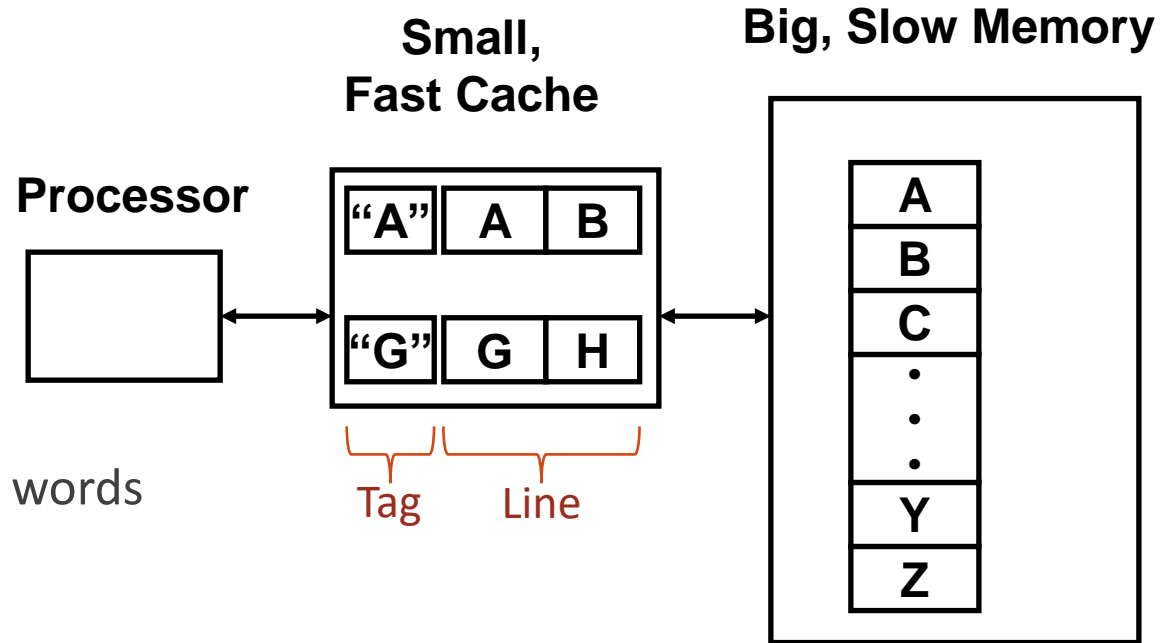 Small,
Fast Cache
Big, Slow Memory
Processor
“A” A B
“G” G H
Tag Line
words
A
B
C
•
•
•
Y
Z